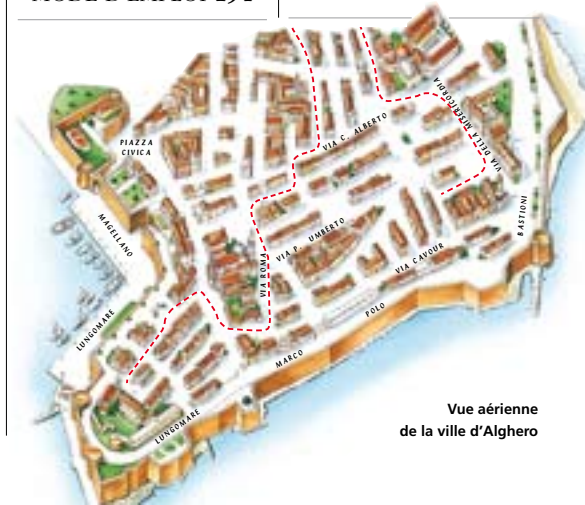 MODE D'EMPLOI 191
PIAZZA
CIVICA
MAGELLANO
LUNGOMARE
VIA C. ALBERTO
VIA DELLA MISERICORDIA
VIA P. UMBERTO
VIA ROMA
VIA CAVOUR
BASTIONI
LUNGOMARE
MARCO
POLO
Vue aérienne
de la ville d'Alghero